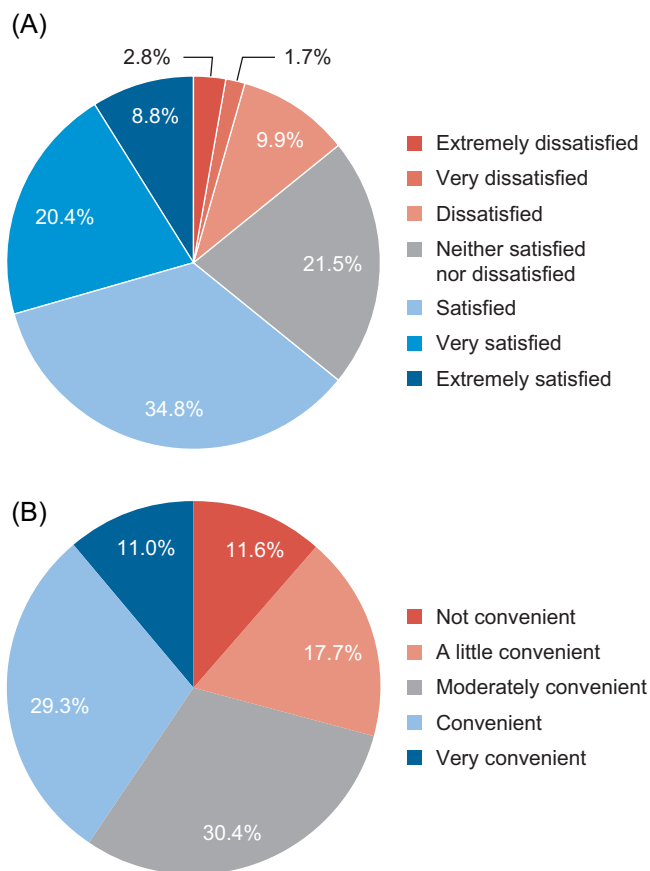 (A)
2.8%
1.7%
8.8%
9.9%
20.4%
21.5%
34.8%
Extremely dissatisfied
Very dissatisfied
Dissatisfied
Neither satisfied
nor dissatisfied
Satisfied
Very satisfied
Extremely satisfied
(B)
11.0%
11.6%
17.7%
29.3%
30.4%
Not convenient
A little convenient
Moderately convenient
Convenient
Very convenient